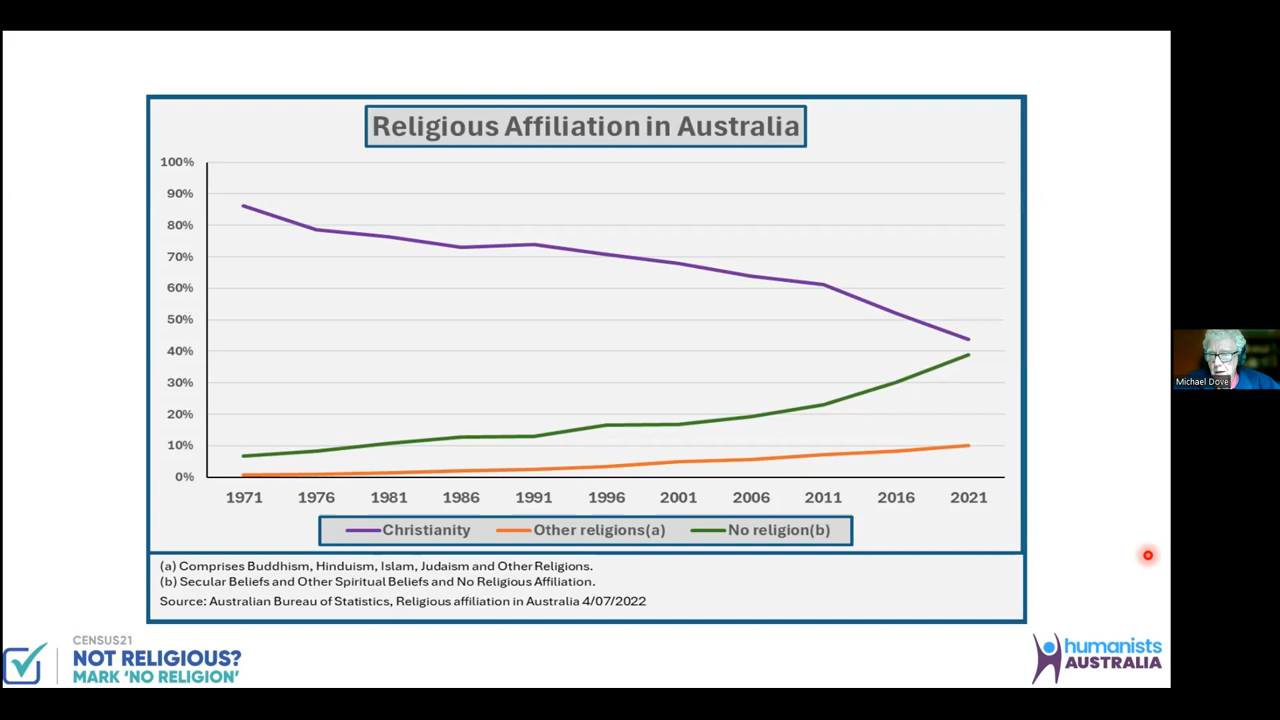 Religious Affiliation in Australia
100%
90%
80%
70%
60%
50%
40%
30%
20%
10%
0%
1971 1976 1981 1986 1991 1996 2001 2006 2011 2016 2021
Christianity Other religions(a) No religion(b)
(a) Comprises Buddhism, Hinduism, Islam, Judaism and Other Religions.
(b) Secular Beliefs and Other Spiritual Beliefs and No Religious Affiliation.
Source: Australian Bureau of Statistics, Religious affiliation in Australia 4/07/2022
Michael Dove
CENSUS21
NOT RELIGIOUS?
MARK ‘NO RELIGION’
humanists
AUSTRALIA